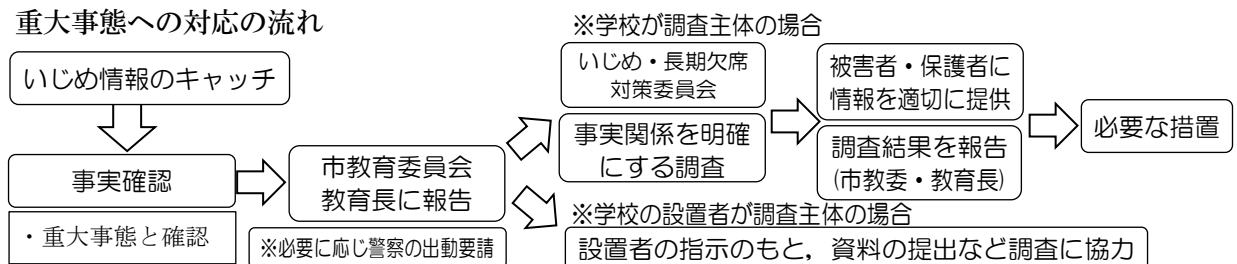 重大事態への対応の流れ
いじめ情報のキャッチ
事実確認
・重大事態と確認
市教育委員会
教育長に報告
※必要に応じ警察の出動要請
※学校が調査主体の場合
いじめ・長期欠席
対策委員会
事実関係を明確
にする調査
被害者・保護者に
情報を適切に提供
調査結果を報告
(市教委・教育長)
必要な措置
※学校の設置者が調査主体の場合
設置者の指示のもと，資料の提出など調査に協力